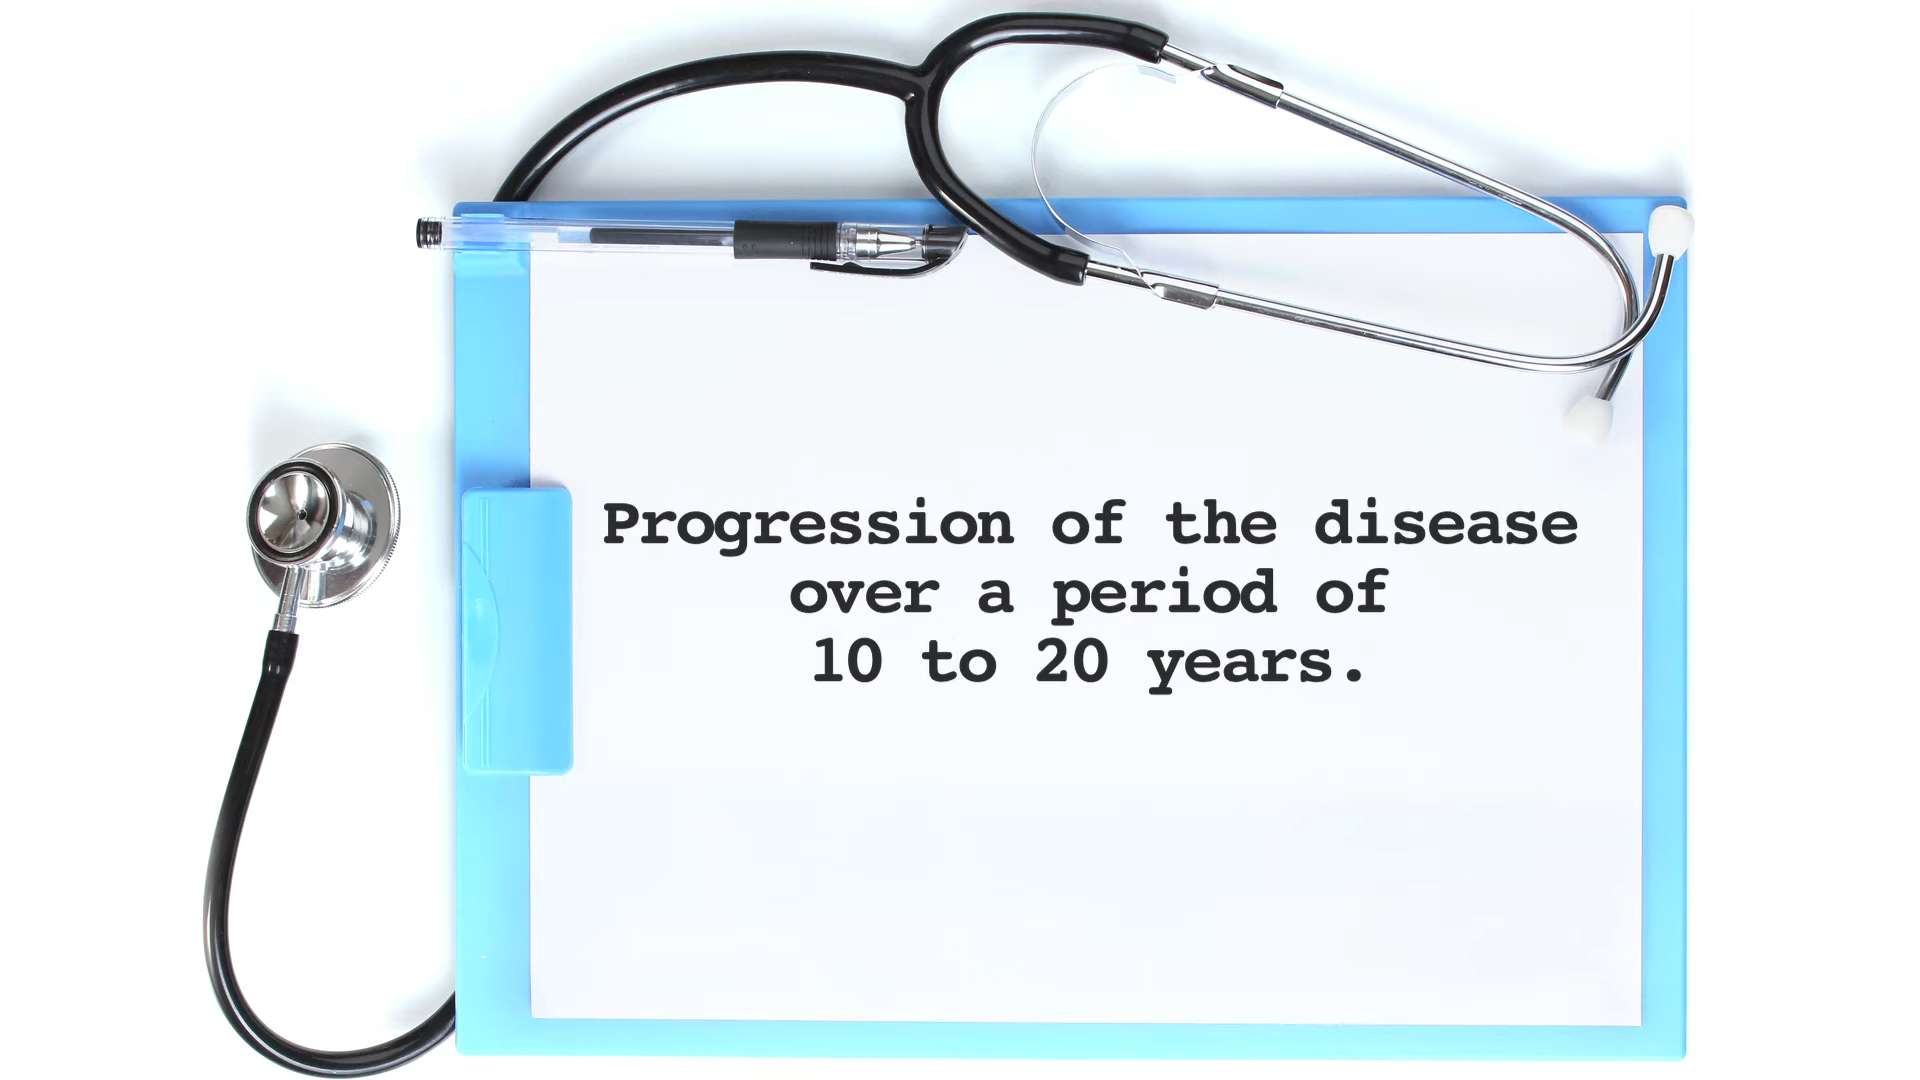 Progression of the disease
over a period of
10 to 20 years.